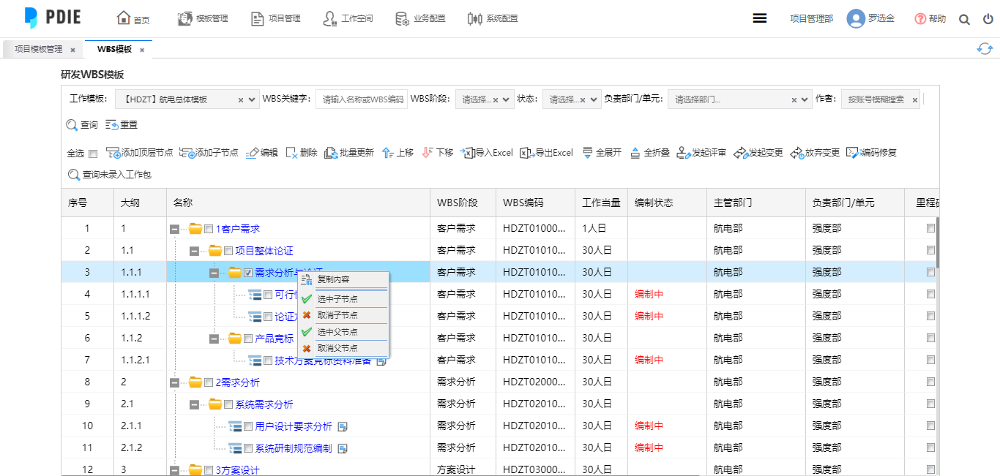 PDIE 首页 模板管理 项目管理 工作空间 业务配置 系统配置 项目管理部 罗选金 帮助
项目模板管理 × WBS模板 ×
研发WBS模板
工作模板: 【HDZT】航电总体模板 × WBS关键字: 请输入名称或WBS编码 WBS阶段: 请选择... × 状态: 请选择... × 负责部门/单元: 请选择部门... × 作者: 按账号模糊搜索 ×
查询 重置
全选 添加顶层节点 添加子节点 编辑 删除 批量更新 上移 下移 导入Excel 导出Excel 全展开 全折叠 发起评审 发起变更 放弃变更 编码修复
查询未录入工作包
序号 大纲 名称 WBS阶段 WBS编码 工作当量 编制状态 主管部门 负责部门/单元 里程
1 1 1客户需求 客户需求 HDZT01000... 1人日 航电部 强度部
2 1.1 项目整体论证 客户需求 HDZT01010... 30人日 航电部 强度部
3 1.1.1 需求分析与论证 客户需求 HDZT01010... 30人日 航电部 强度部
复制内容
4 1.1.1.1 可行 客户需求 HDZT01010... 30人日 编制中 航电部 强度部
选中子节点
5 1.1.1.2 论证 客户需求 HDZT01010... 30人日 编制中 航电部 强度部
取消子节点
6 1.1.2 产品竞标 客户需求 HDZT01010... 30人日 航电部 强度部
选中父节点
取消父节点
7 1.1.2.1 技术方案竞标资料准备 客户需求 HDZT01010... 30人日 编制中 航电部 强度部
8 2 2需求分析 需求分析 HDZT02000... 30人日 航电部 强度部
9 2.1 系统需求分析 需求分析 HDZT02010... 30人日 航电部 强度部
10 2.1.1 用户设计要求分析 需求分析 HDZT02010... 30人日 编制中 航电部 强度部
11 2.1.2 系统研制规范编制 需求分析 HDZT02010... 30人日 编制中 航电部 强度部
12 3 3方案设计 方案设计 HDZT03000... 30人日 航电部 强度部